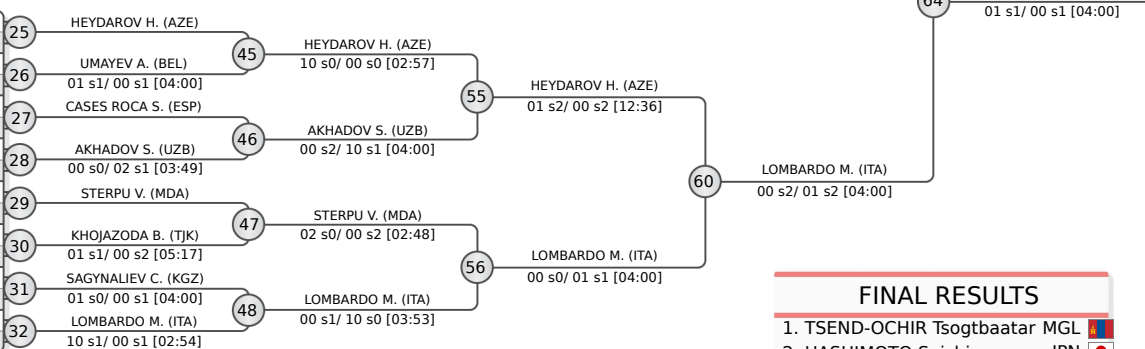 64
01 s1/ 00 s1 [04:00]
25
HEYDAROV H. (AZE)
45
HEYDAROV H. (AZE)
10 s0/ 00 s0 [02:57]
26
UMAYEV A. (BEL)
01 s1/ 00 s1 [04:00]
55
HEYDAROV H. (AZE)
01 s2/ 00 s2 [12:36]
27
CASES ROCA S. (ESP)
46
AKHADOV S. (UZB)
00 s2/ 10 s1 [04:00]
28
AKHADOV S. (UZB)
00 s0/ 02 s1 [03:49]
60
LOMBARDO M. (ITA)
00 s2/ 01 s2 [04:00]
29
STERPU V. (MDA)
47
STERPU V. (MDA)
02 s0/ 00 s2 [02:48]
30
KHOJAZODA B. (TJK)
01 s1/ 00 s2 [05:17]
56
LOMBARDO M. (ITA)
00 s0/ 01 s1 [04:00]
31
SAGYNALIEV C. (KGZ)
01 s0/ 00 s1 [04:00]
48
LOMBARDO M. (ITA)
00 s1/ 10 s0 [03:53]
32
LOMBARDO M. (ITA)
10 s1/ 00 s1 [02:54]
FINAL RESULTS
1. TSEND-OCHIR Tsogtbaatar MGL
2. HASHIMOTO JPN